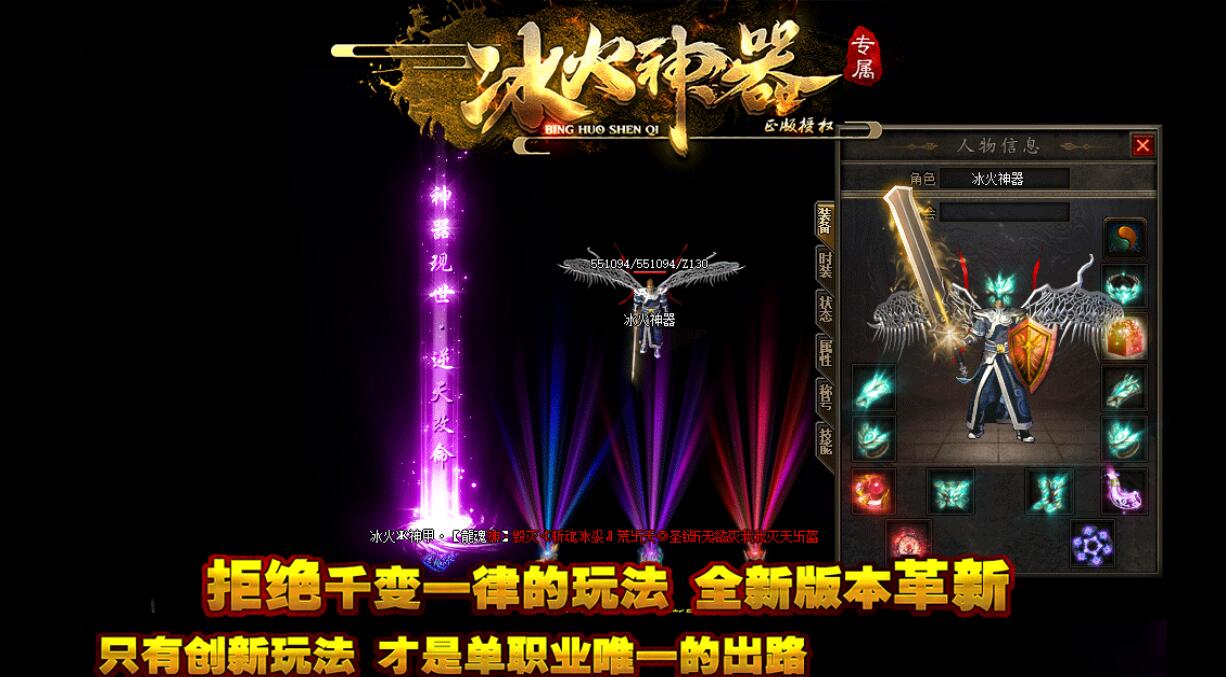 冰火神器
专属
BING HUO SHEN QI
正版授权
人物信息
角色
冰火神器
会
装备
时装
状态
属性
称号
技能
神器现世·逆天改命
551094/551094/Z130
冰火神器
拒绝千变一律的玩法 全新版本革新
只有创新玩法 才是单职业唯一的出路